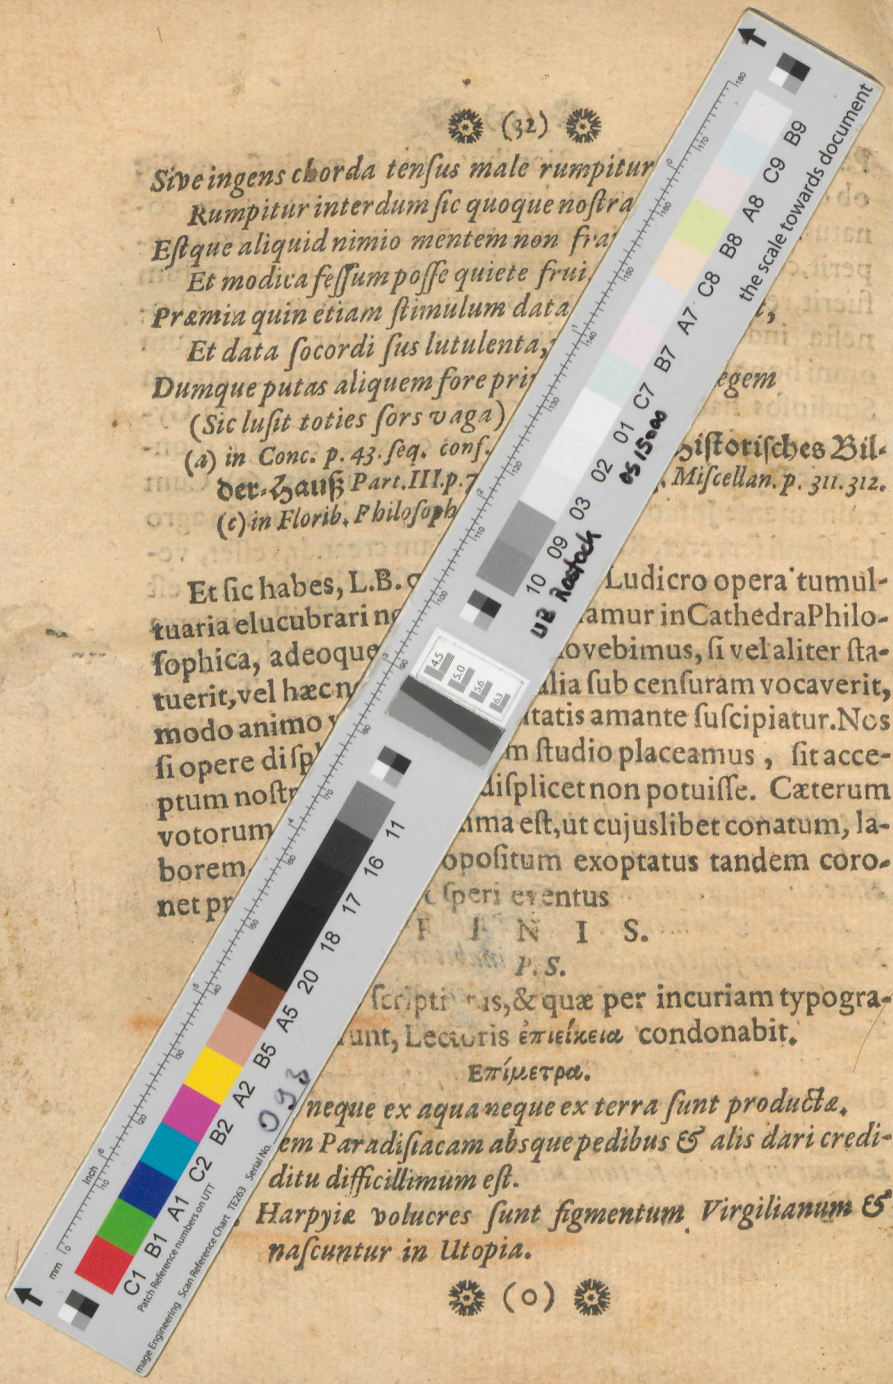 (32)
Sive ingens chorda tenſus male rumpitur
Rumpitur interdum ſic quoque noſtra
Eſtque aliquid nimio mentem non
Et modica feſſum poſſe quiete frui,
Præmia quin etiam ſtimulum data
Et data ſocordi ſus lutulenta,
Dumque putas aliquem fore
(Sic luſit toties ſors vaga)
(a) in Conc. p. 43. ſeq. conf. Hiſtoriſches Bil-
der-Hauß Part. III. p. 7 Miſcellan. p. 311. 312.
(c) in Florib. Philoſoph
Et ſic habes, L. B. Ludicro opera tumul-
tuaria elucubrari amur in Cathedra Philo-
ſophica, adeoque ovebimus, ſi vel aliter ſta-
tuerit, vel hæc alia ſub cenſuram vocaverit,
modo animo tatis amante ſuſcipiatur. Nos
ſi opere m ſtudio placeamus, ſit acce-
ptum noſtr diſplicet non potuiſſe. Cæterum
votorum ma eſt, ut cujuslibet conatum, la-
borem opoſitum exoptatus tandem coro-
net ſperi eventus
F I N I S.
P. S.
& quæ per incuriam typogra-
runt, Lectoris ἐπιείκεια condonabit.
Επίμετρα.
neque ex aqua neque ex terra ſunt productæ.
em Paradiſiacam absque pedibus & alis dari credi-
ditu difficillimum eſt.
Harpyiæ volucres ſunt figmentum Virgilianum &
naſcuntur in Utopia.
(o)
the scale towards document
B9 C9 A8 B8 C8 A7 B7 C7 01 02 03 09 10
0515000
UB Rostock
4.5 5.0 5.6 6.3
11 16 17 18 20 A5 B5 A2 B2 C2 A1 B1 C1
093
Patch Reference numbers on UTT
mage Engineering Scan Reference Chart TE263 Serial No.
Inch
mm